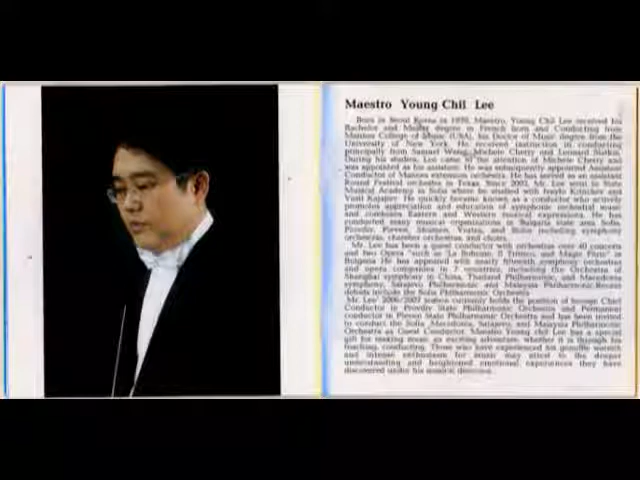 Maestro Young Chil Lee
Born in Seoul Korea in 1959, Maestro, Young Chil Lee received his
Bachelor and Master degree in French horn and Conducting from
Mannes College of Music (USA), his Doctor of Music degree from the
University of New York. He received instruction in conducting
principally from Samuel Wong, Michele Cherry and Leonard Slatkin.
During his studies, Lee came to the attention of Michele Cherry and
was appointed as his assistant. He was subsequently appointed Assistant
Conductor of Mannes extension orchestra. He has served as an assistant
Round Festival orchestra in Texas. Since 2002, Mr. Lee went to State
Musical Academy in Sofia where he studied with Ivaylo Krinchev and
Vasil Kazanjiev. He quickly became known as a conductor who actively
promotes appreciation and education of symphonic orchestral music
and combines Eastern and Western musical expressions. He has
conducted many musical organizations in Bulgaria state area Sofia,
Plovdiv, Pleven, Shumen, Vratza, and including symphony
orchestras, chamber orchestras, and choirs.
Mr. Lee has been a guest conductor with orchestras over 40 concerts
and two Opera "such as 'La Boheme, Il Trittico, and Magic Flute" in
Bulgaria. He has appeared with nearly fifteenth symphony orchestras
and opera companies in 7 countries, including the Orchestra of
Shanghai symphony in China, Thailand Philharmonic, and Macedonia
symphony, Sarajevo Philharmonic and Malaysia Philharmonic. Recent
debuts include the Sofia Philharmonic Orchestra.
Mr. Lee' 2006/2007 season currently holds the position of Principal Chief
Conductor in Plovdiv State Philharmonic Orchestra and Permanent
conductor in Pleven State Philharmonic Orchestra and has been invited
to conduct the Sofia, Macedonia, Sarajevo, and Malaysia Philharmonic
Orchestra as Guest Conductor. Maestro Young chil Lee has a special
gift for making music an exciting adventure, whether it is through his
teaching, conducting. Those who have experienced his genuine warmth
and intense enthusiasm for music may attest to the deeper
understanding and heightened emotional experiences they have
discovered under his musical direction.